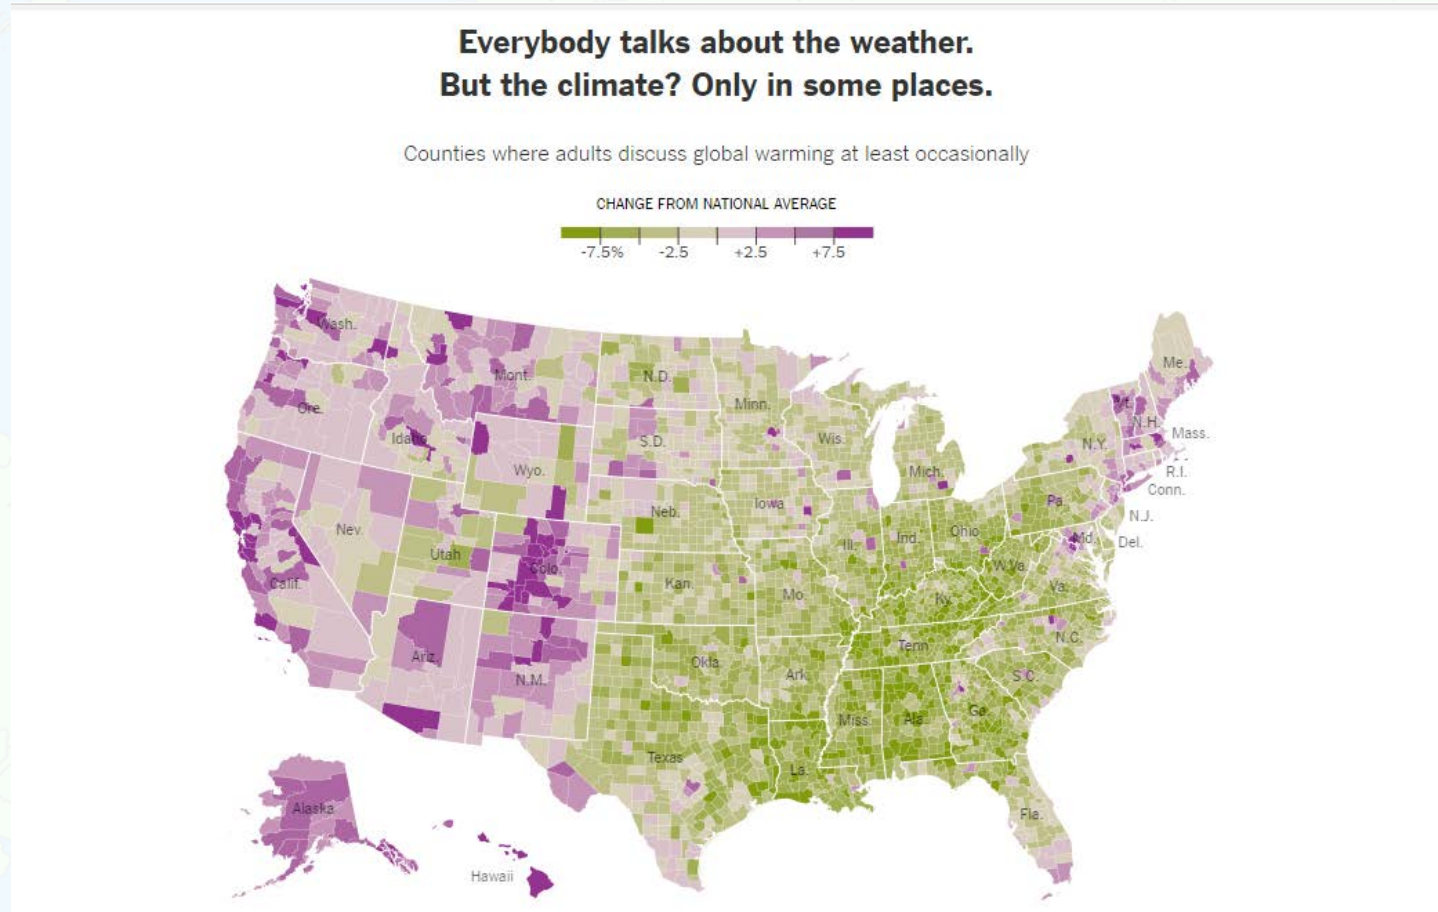 Everybody talks about the weather.
But the climate? Only in some places.
Counties where adults discuss global warming at least occasionally
CHANGE FROM NATIONAL AVERAGE
-7.5% -2.5 +2.5 +7.5
Wash.
Me.
Mont.
N.D.
Vt.
Minn.
Ore.
N.H.
Mass.
Idaho
S.D.
Wis.
N.Y.
Wyo.
Mich.
R.I.
Conn.
Iowa
Pa.
Neb.
N.J.
Nev.
Ohio
Ind.
Ill.
Md.
Del.
Utah
Colo.
W.Va.
Calif.
Kan.
Va.
Mo.
Ky.
N.C.
Tenn.
Ariz.
Okla.
Ark.
S.C.
N.M.
Miss.
Ala.
Ga.
Texas
La.
Alaska
Fla.
Hawaii